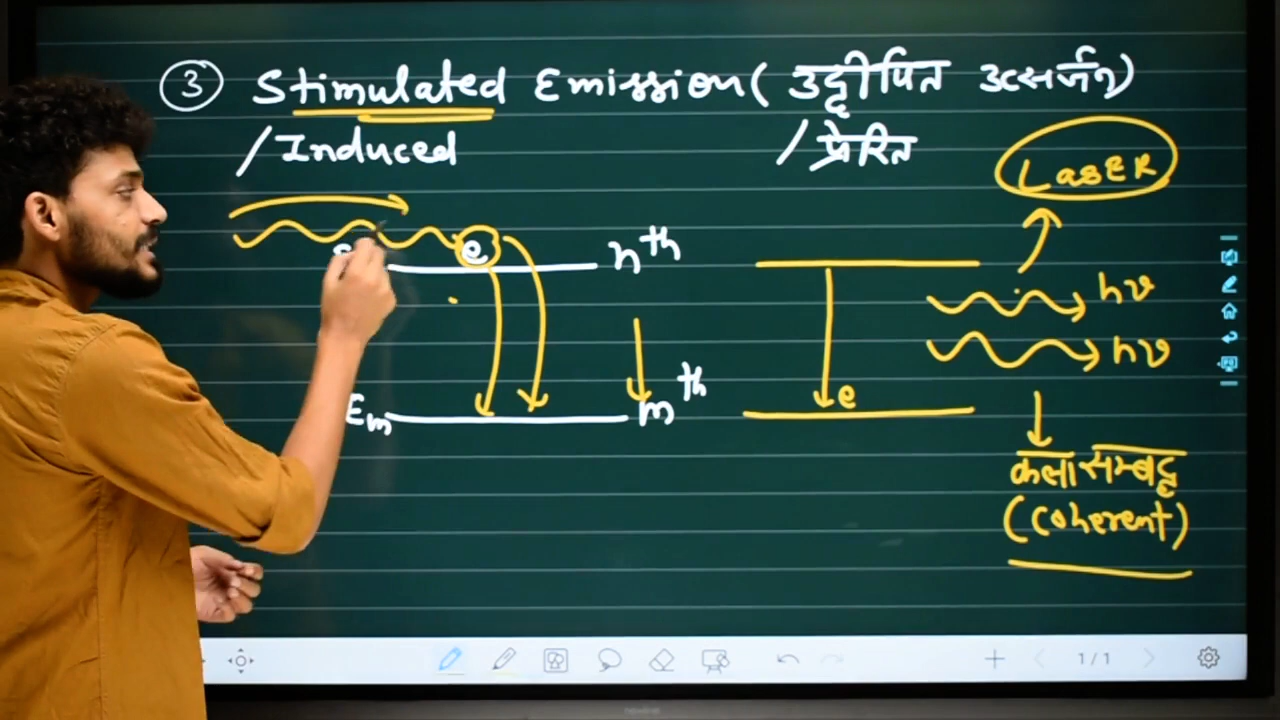 3 Stimulated Emission ( उद्दीपित उत्सर्जन )
/ Induced / प्रेरित
LASER
e nth
hν
hν
Em mth
e
कला सम्बद्ध
(Coherent)
1/1